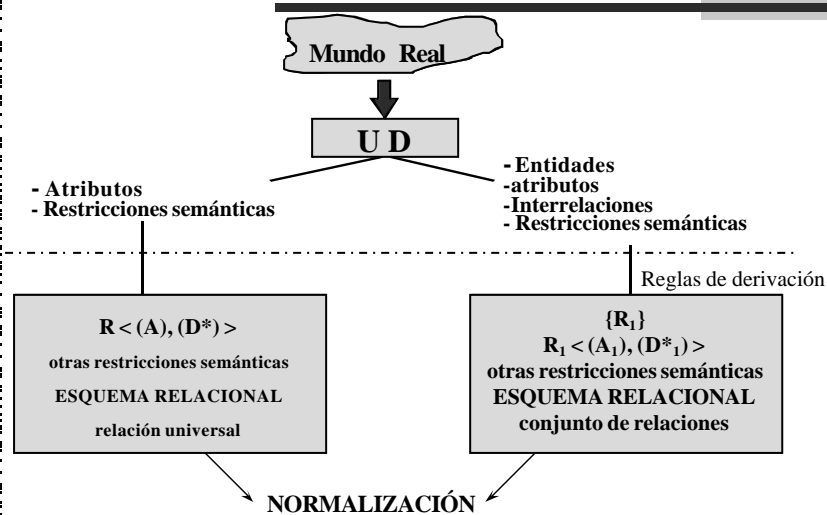 Mundo Real
U D
- Atributos
- Restricciones semánticas
- Entidades
-atributos
-Interrelaciones
- Restricciones semánticas
Reglas de derivación
R < (A), (D*) >
otras restricciones semánticas
ESQUEMA RELACIONAL
relación universal
{R₁}
R₁ < (A₁), (D*₁) >
otras restricciones semánticas
ESQUEMA RELACIONAL
conjunto de relaciones
NORMALIZACIÓN